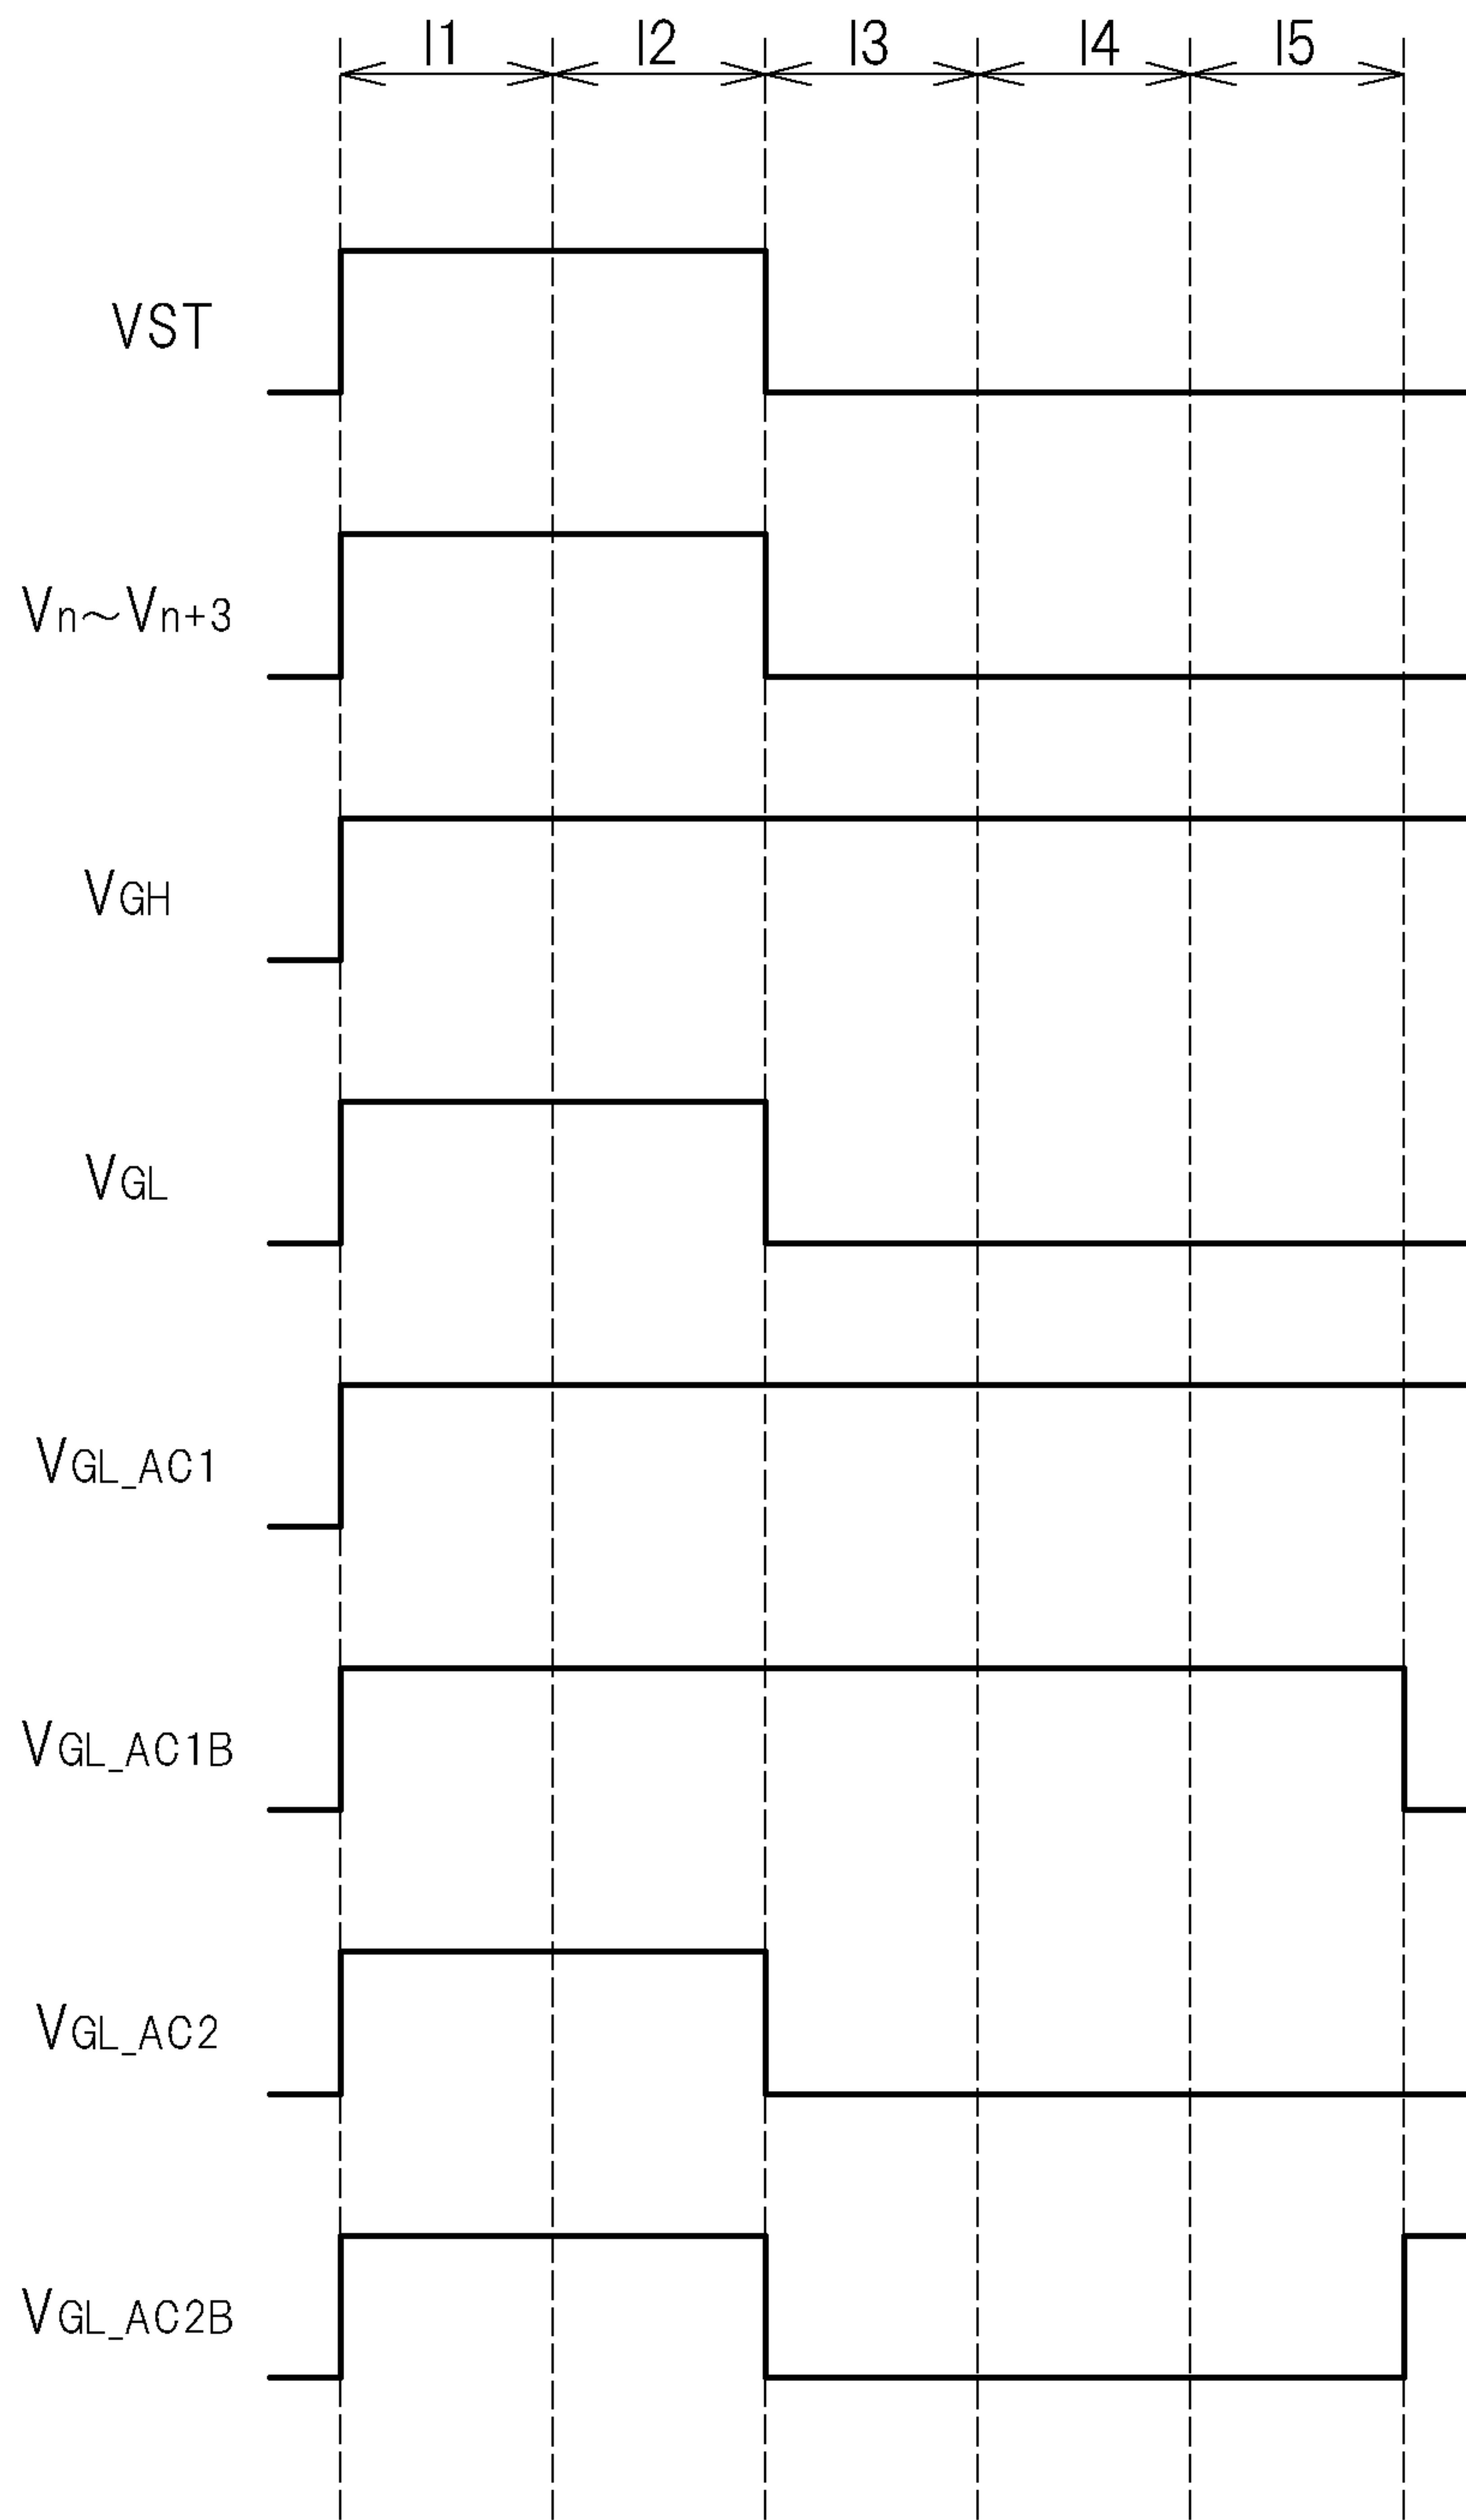 I1 I2 I3 I4 I5
VST
Vn～Vn+3
VGH
VGL
VGL_AC1
VGL_AC1B
VGL_AC2
VGL_AC2B